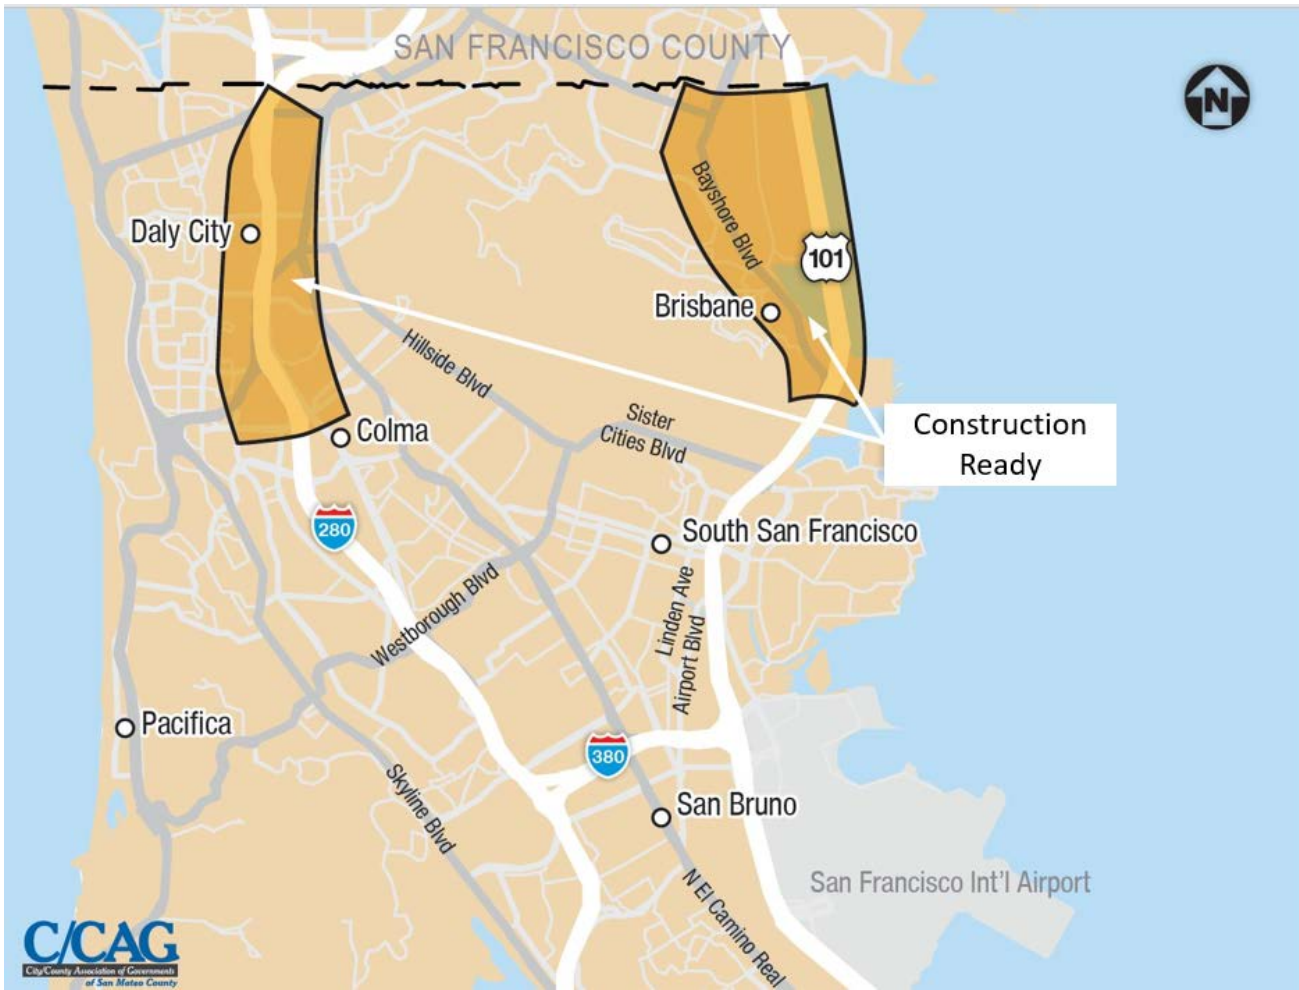 SAN FRANCISCO COUNTY
N
Daly City
Bayshore Blvd
101
Brisbane
Hillside Blvd
Construction
Ready
Sister
Cities Blvd
Colma
280
South San Francisco
Westborough Blvd
Linden Ave
Airport Blvd
Pacifica
380
Skyline Blvd
San Bruno
N El Camino Real
San Francisco Int'l Airport
C/CAG
City/County Association of Governments
of San Mateo County